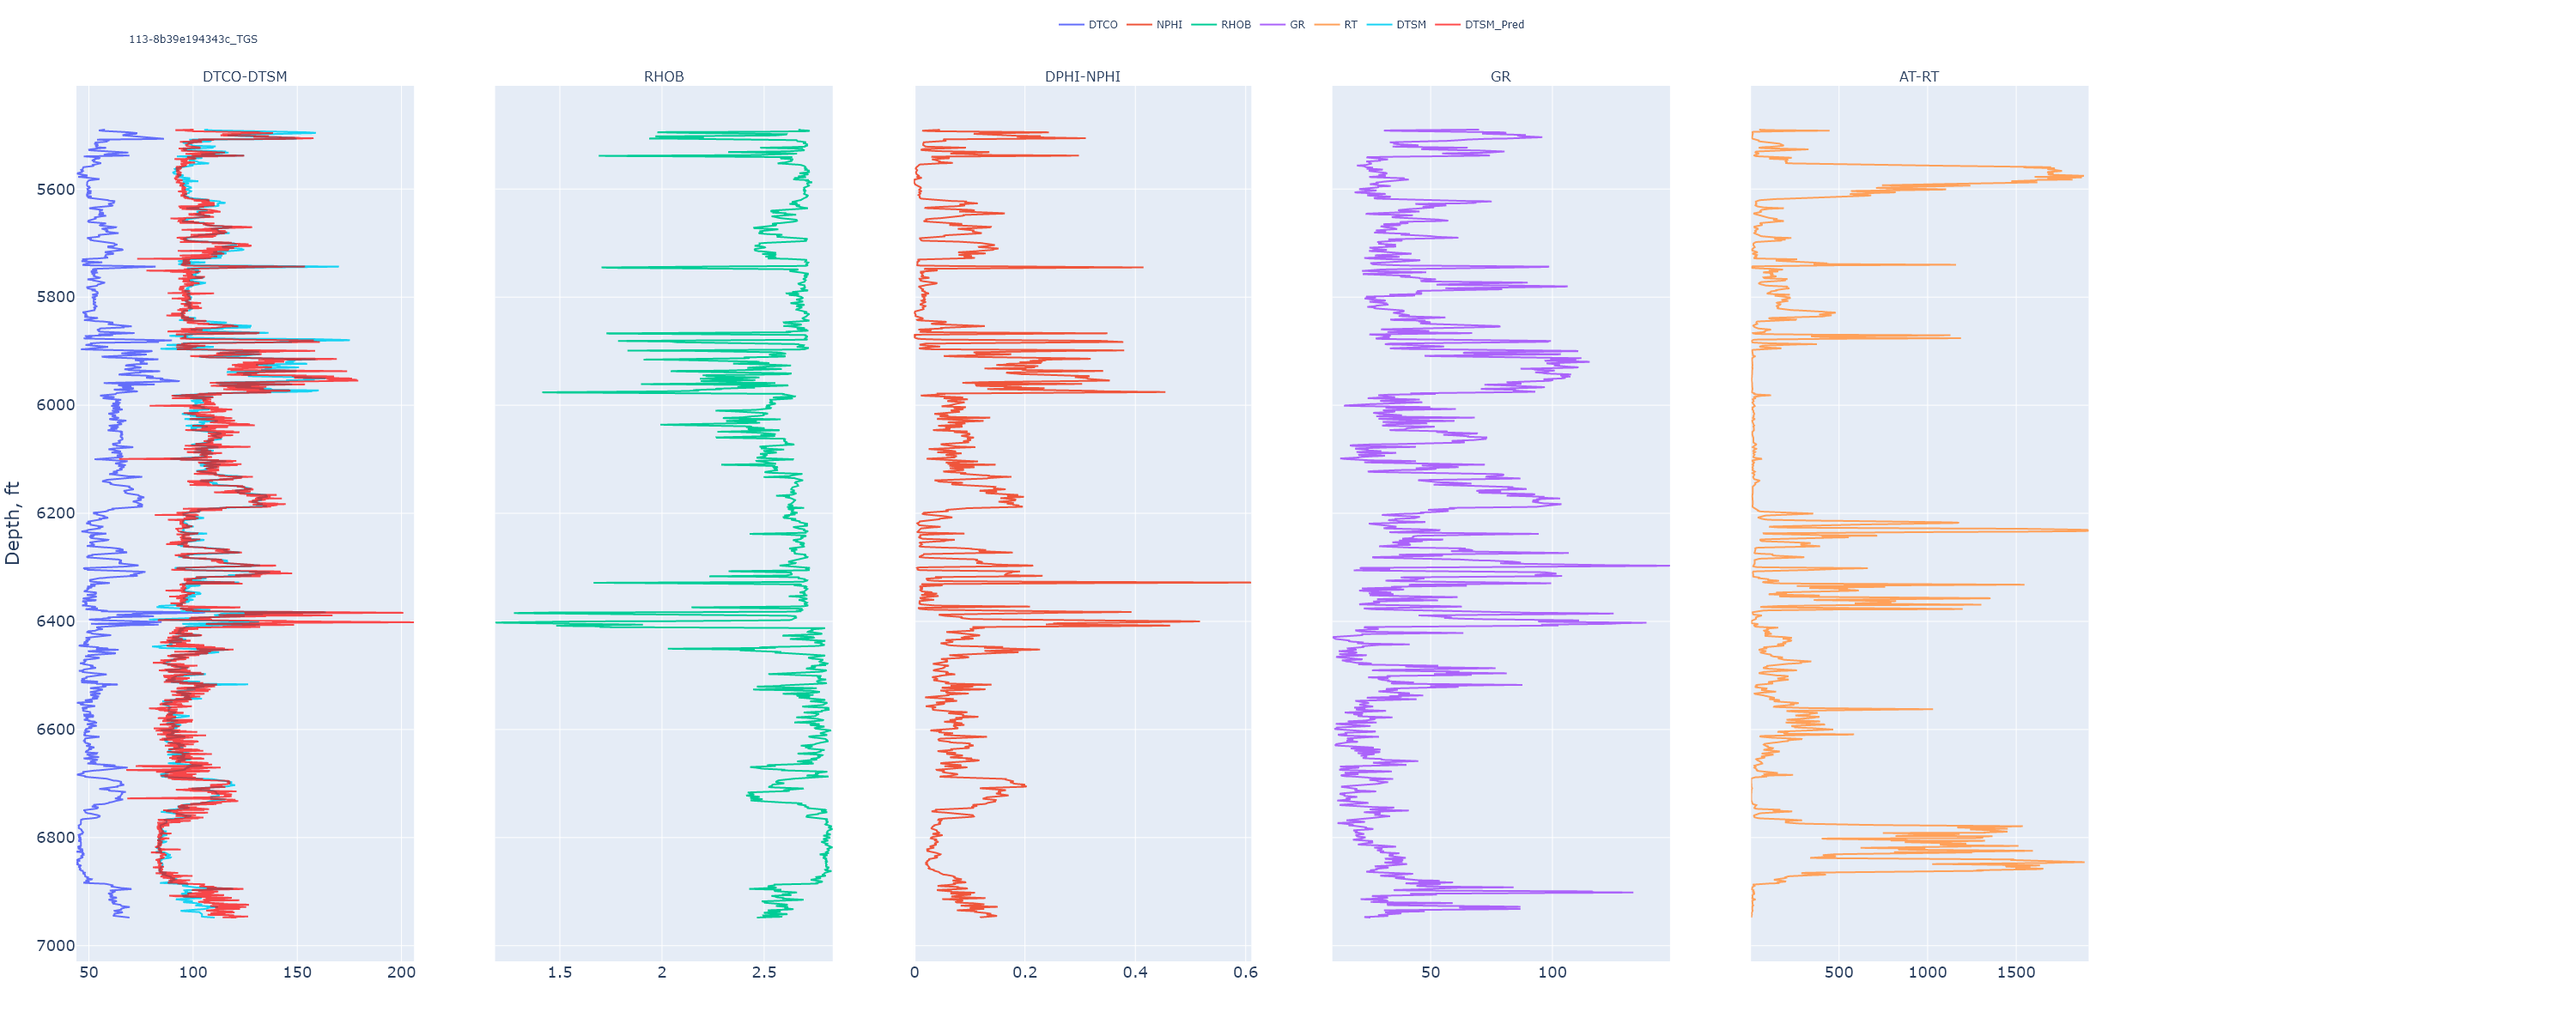 DTCO NPHI RHOB GR RT DTSM DTSM_Pred
113-8b39e194343c_TGS
DTCO-DTSM RHOB DPHI-NPHI GR AT-RT
5600
5800
6000
6200
6400
6600
6800
7000
Depth, ft
50 100 150 200 1.5 2 2.5 0 0.2 0.4 0.6 50 100 500 1000 1500